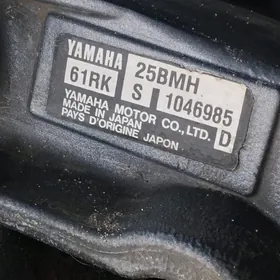 YAMAHA 25BMH
61RK S 1046985
YAMAHA MOTOR CO., LTD. D
MADE IN JAPAN
PAYS D'ORIGINE JAPON